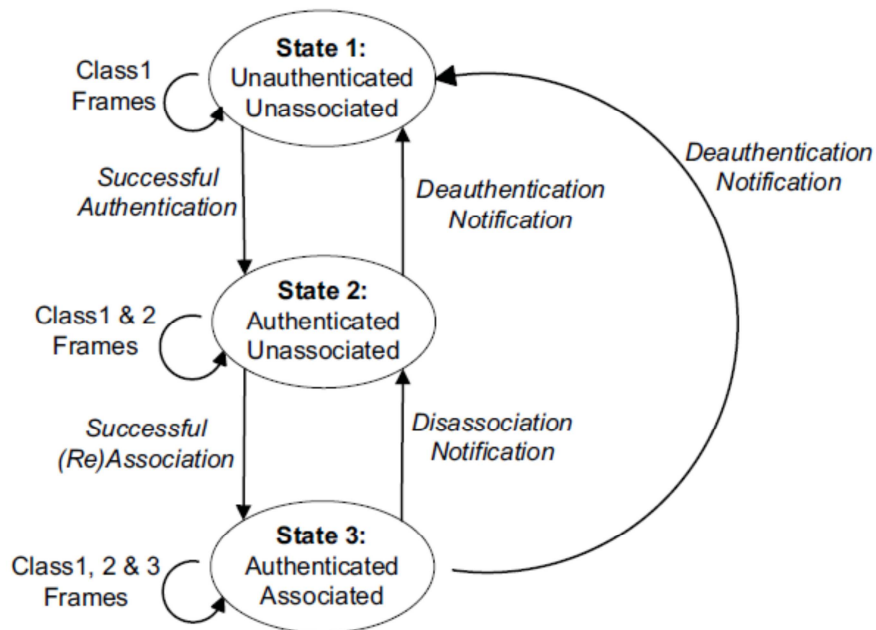 State 1:
Unauthenticated
Unassociated
Class1
Frames
Successful
Authentication
Deauthentication
Notification
Deauthentication
Notification
State 2:
Authenticated
Unassociated
Class1 & 2
Frames
Successful
(Re)Association
Disassociation
Notification
State 3:
Authenticated
Associated
Class1, 2 & 3
Frames